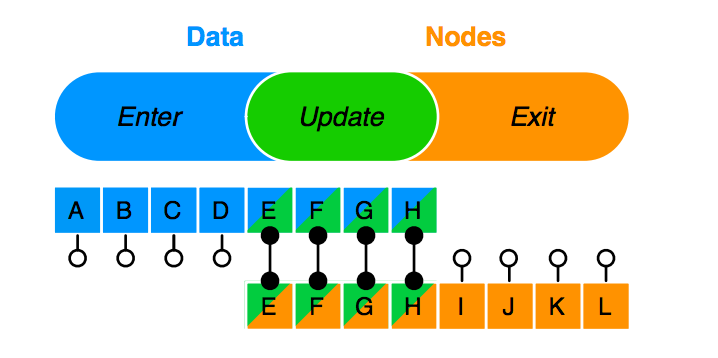 Data Nodes
Enter Update Exit
A B C D E F G H
E F G H I J K L